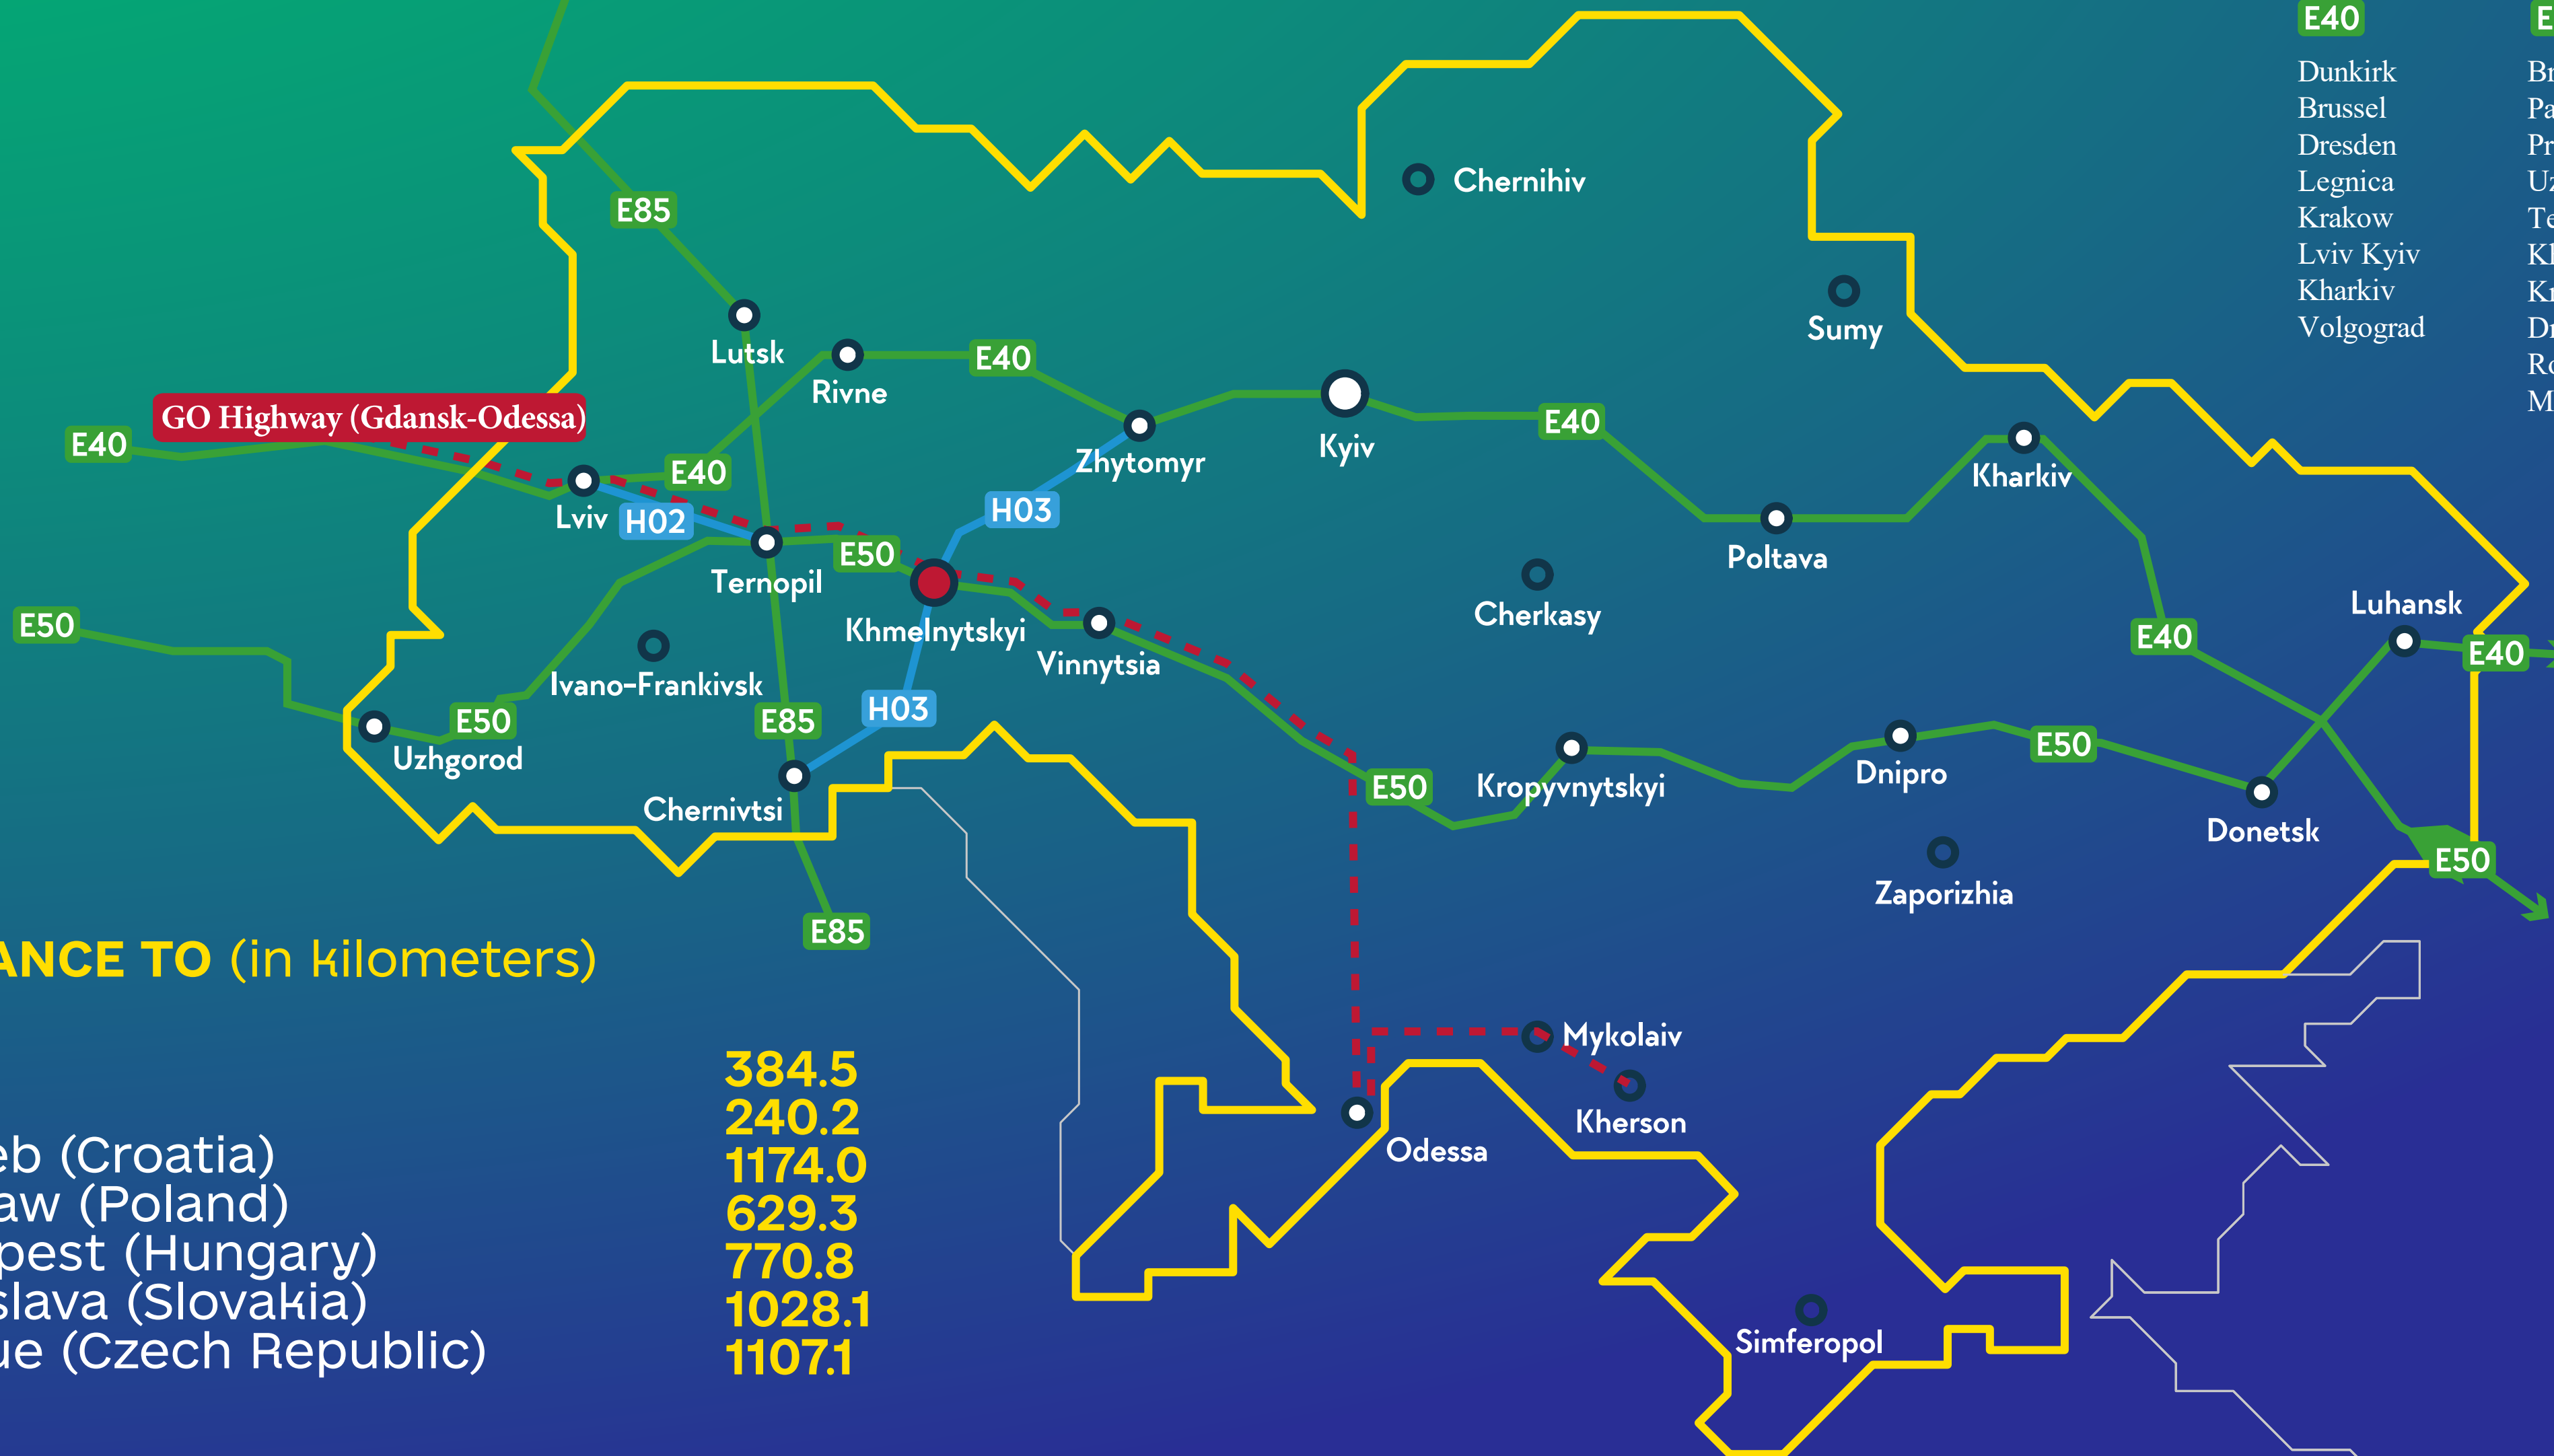 E40
Dunkirk
Brussel
Dresden
Legnica
Krakow
Lviv Kyiv
Kharkiv
Volgograd
Chernihiv
E85
Sumy
Lutsk
Rivne
E40
GO Highway (Gdansk-Odessa)
E40
E40
Kyiv
E40
Zhytomyr
Kharkiv
Lviv
H02
H03
E50
Ternopil
Poltava
Khmelnytskyi
Vinnytsia
Cherkasy
Luhansk
E50
E40
E40
Ivano-Frankivsk
E50
E85
H03
Uzhgorod
Chernivtsi
E50
Kropyvnytskyi
Dnipro
E50
Donetsk
Zaporizhia
E50
E85
ANCE TO (in kilometers)
Mykolaiv
Kherson
Odessa
Simferopol
384.5
240.2
eb (Croatia) 1174.0
aw (Poland) 629.3
pest (Hungary) 770.8
slava (Slovakia) 1028.1
ue (Czech Republic) 1107.1